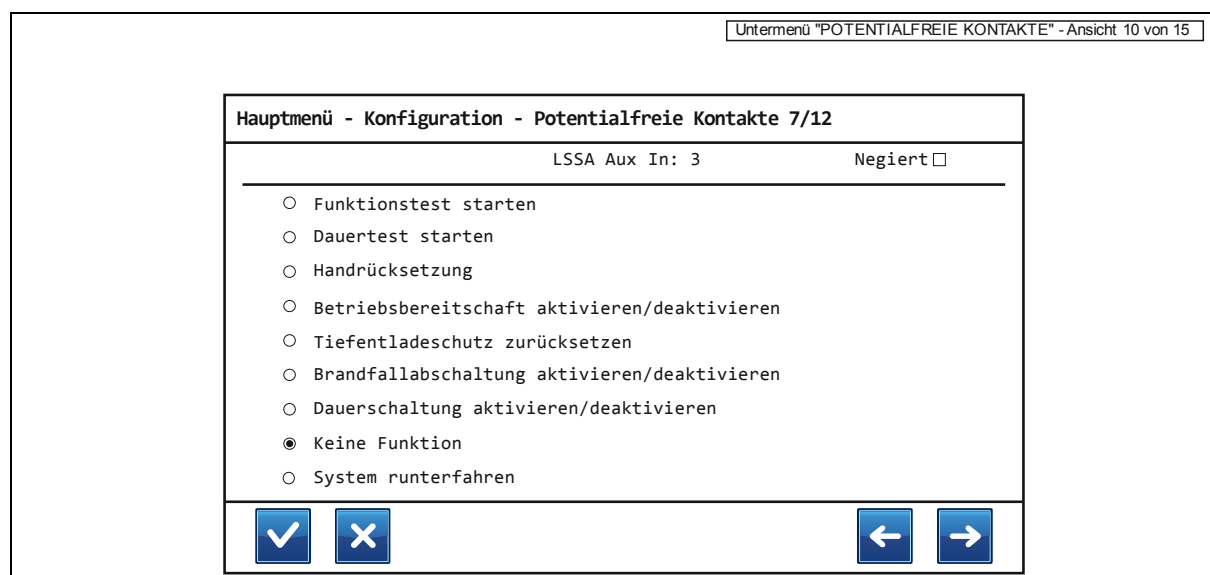 Untermenü "POTENTIALFREIE KONTAKTE" - Ansicht 10 von 15
Hauptmenü - Konfiguration - Potentialfreie Kontakte 7/12
LSSA Aux In: 3 Negiert
Funktionstest starten
Dauertest starten
Handrücksetzung
Betriebsbereitschaft aktivieren/deaktivieren
Tiefentladeschutz zurücksetzen
Brandfallabschaltung aktivieren/deaktivieren
Dauerschaltung aktivieren/deaktivieren
Keine Funktion
System runterfahren